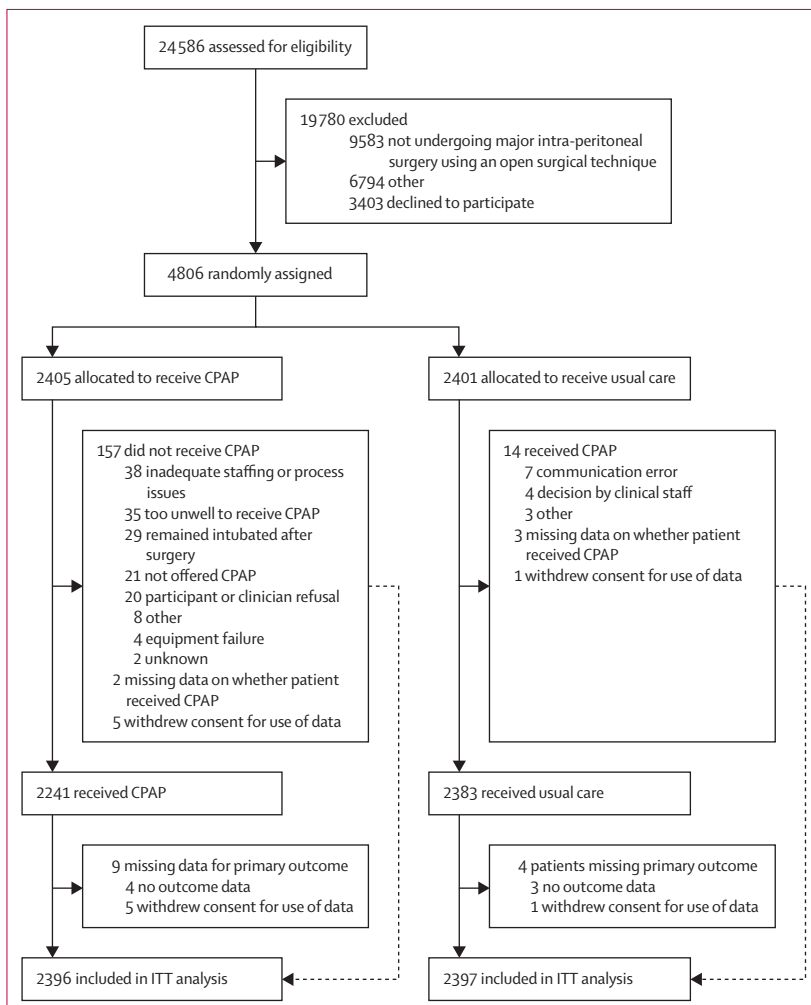 24 586 assessed for eligibility
19 780 excluded
9583 not undergoing major intra-peritoneal
surgery using an open surgical technique
6794 other
3403 declined to participate
4806 randomly assigned
2405 allocated to receive CPAP
2401 allocated to receive usual care
157 did not receive CPAP
38 inadequate staffing or process
issues
35 too unwell to receive CPAP
29 remained intubated after
surgery
21 not offered CPAP
20 participant or clinician refusal
8 other
4 equipment failure
2 unknown
2 missing data on whether patient
received CPAP
5 withdrew consent for use of data
14 received CPAP
7 communication error
4 decision by clinical staff
3 other
3 missing data on whether patient
received CPAP
1 withdrew consent for use of data
2241 received CPAP
2383 received usual care
9 missing data for primary outcome
4 no outcome data
5 withdrew consent for use of data
4 patients missing primary outcome
3 no outcome data
1 withdrew consent for use of data
2396 included in ITT analysis
2397 included in ITT analysis